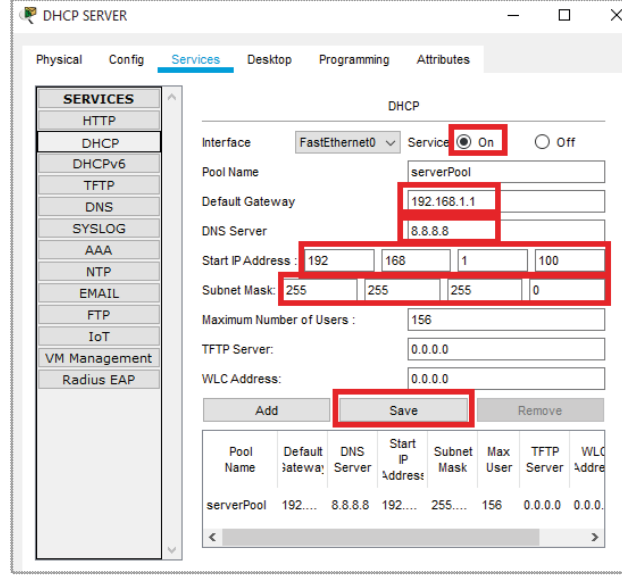 DHCP SERVER
Physical Config Services Desktop Programming Attributes
SERVICES
HTTP
DHCP
DHCPv6
TFTP
DNS
SYSLOG
AAA
NTP
EMAIL
FTP
IoT
VM Management
Radius EAP
DHCP
Interface FastEthernet0 Service On Off
Pool Name serverPool
Default Gateway 192.168.1.1
DNS Server 8.8.8.8
Start IP Address : 192 168 1 100
Subnet Mask: 255 255 255 0
Maximum Number of Users : 156
TFTP Server: 0.0.0.0
WLC Address: 0.0.0.0
Add Save Remove
Pool Name Default Gateway DNS Server Start IP Address Subnet Mask Max User TFTP Server WLC Addre
serverPool 192.... 8.8.8.8 192.... 255.... 156 0.0.0.0 0.0.0.